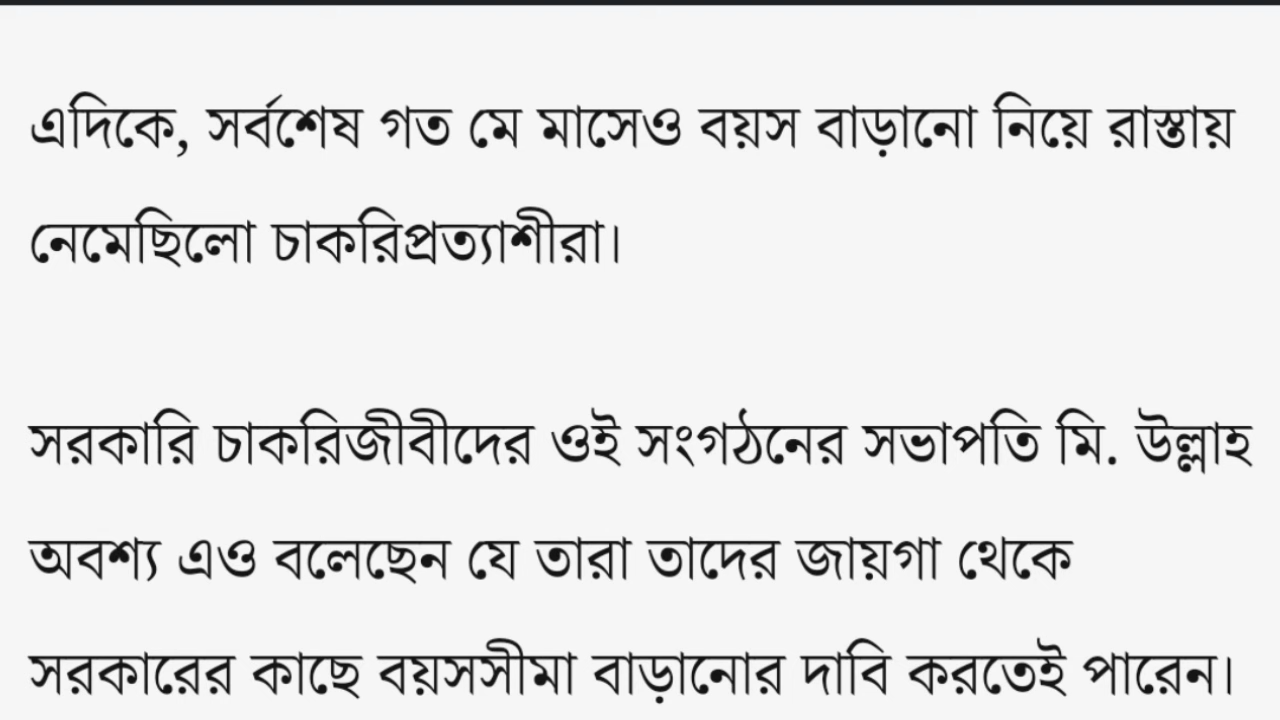 এদিকে, সর্বশেষ গত মে মাসেও বয়স বাড়ানো নিয়ে রাস্তায়
নেমেছিলো চাকরিপ্রত্যাশীরা।
সরকারি চাকরিজীবীদের ওই সংগঠনের সভাপতি মি. উল্লাহ
অবশ্য এও বলেছেন যে তারা তাদের জায়গা থেকে
সরকারের কাছে বয়সসীমা বাড়ানোর দাবি করতেই পারেন।